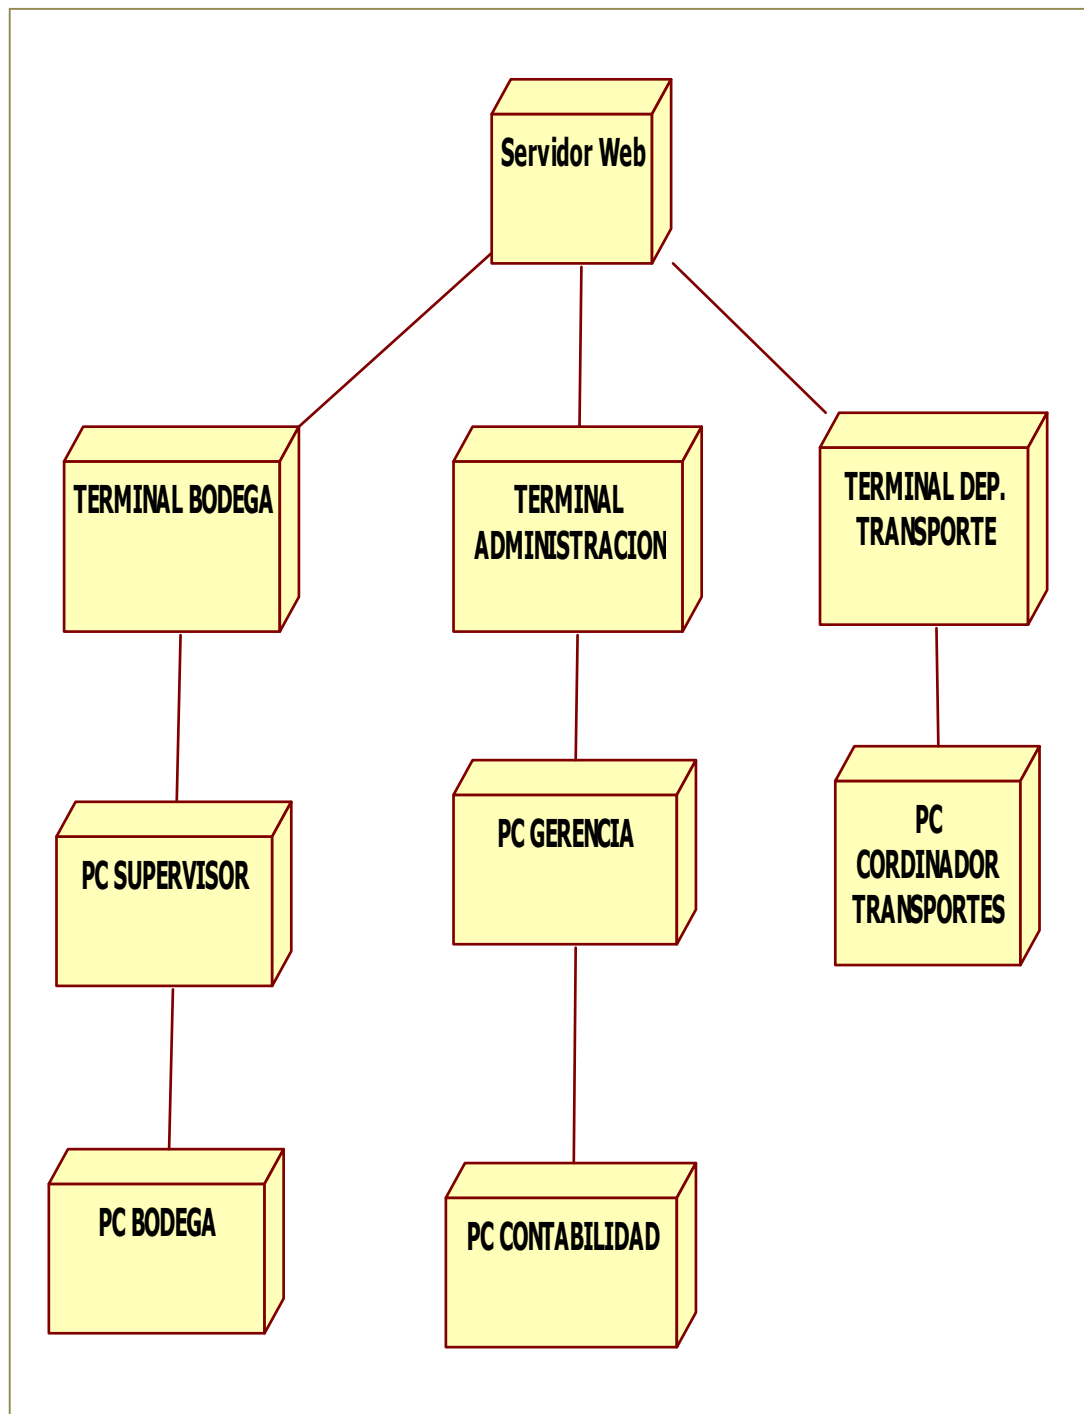 Servidor Web
TERMINAL BODEGA
TERMINAL
ADMINISTRACION
TERMINAL DEP.
TRANSPORTE
PC SUPERVISOR
PC GERENCIA
PC
CORDINADOR
TRANSPORTES
PC BODEGA
PC CONTABILIDAD